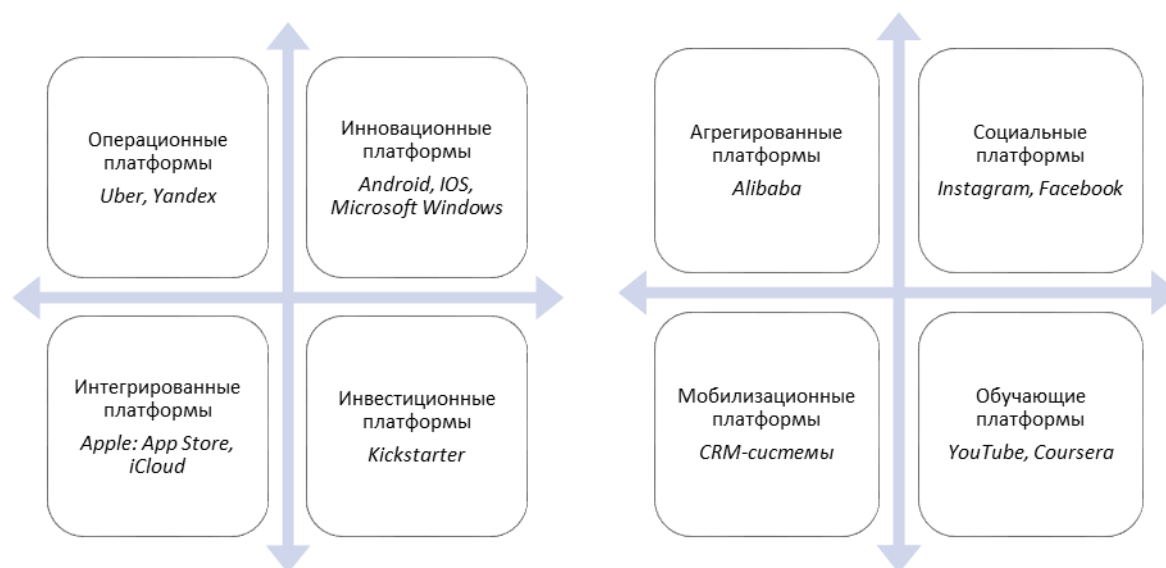 Операционные
платформы
Uber, Yandex
Инновационные
платформы
Android, IOS,
Microsoft Windows
Интегрированные
платформы
Apple: App Store,
iCloud
Инвестиционные
платформы
Kickstarter
Агрегированные
платформы
Alibaba
Социальные
платформы
Instagram, Facebook
Мобилизационные
платформы
CRM-системы
Обучающие
платформы
YouTube, Coursera